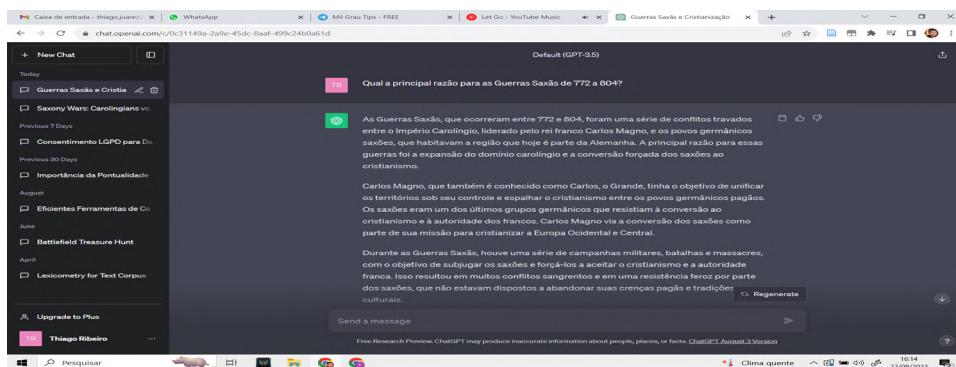 Caixa de entrada - thiago.juarez
WhatsApp
Mil Grau Tips - FREE
Let Go - YouTube Music
Guerras Saxãs e Cristianização
chat.openai.com/c/0c31149a-2a9e-45dc-8aaf-499c24b0a61d
New Chat
Default (GPT-3.5)
Today
Guerras Saxãs e Cristia
Saxony Wars: Carolingians vs.
Previous 7 Days
Consentimento LGPD para Da
Previous 30 Days
Importância da Pontualidade
August
Eficientes Ferramentas de Co
June
Battlefield Treasure Hunt
April
Lexicometry for Text Corpus
Upgrade to Plus
TR Thiago Ribeiro
TR Qual a principal razão para as Guerras Saxãs de 772 a 804?
As Guerras Saxãs, que ocorreram entre 772 e 804, foram uma série de conflitos travados
entre o Império Carolíngio, liderado pelo rei franco Carlos Magno, e os povos germânicos
saxões, que habitavam a região que hoje é parte da Alemanha. A principal razão para essas
guerras foi a expansão do domínio carolíngio e a conversão forçada dos saxões ao
cristianismo.
Carlos Magno, que também é conhecido como Carlos, o Grande, tinha o objetivo de unificar
os territórios sob seu controle e espalhar o cristianismo entre os povos germânicos pagãos.
Os saxões eram um dos últimos grupos germânicos que resistiam à conversão ao
cristianismo e à autoridade dos francos. Carlos Magno via a conversão dos saxões como
parte de sua missão para cristianizar a Europa Ocidental e Central.
Durante as Guerras Saxãs, houve uma série de campanhas militares, batalhas e massacres,
com o objetivo de subjugar os saxões e forçá-los a aceitar o cristianismo e a autoridade
franca. Isso resultou em muitos conflitos sangrentos e em uma resistência feroz por parte
dos saxões, que não estavam dispostos a abandonar suas crenças pagãs e tradições
culturais.
Regenerate
Send a message
Free Research Preview. ChatGPT may produce inaccurate information about people, places, or facts. ChatGPT August 3 Version
Pesquisar
Clima quente
16:14
22/09/2023